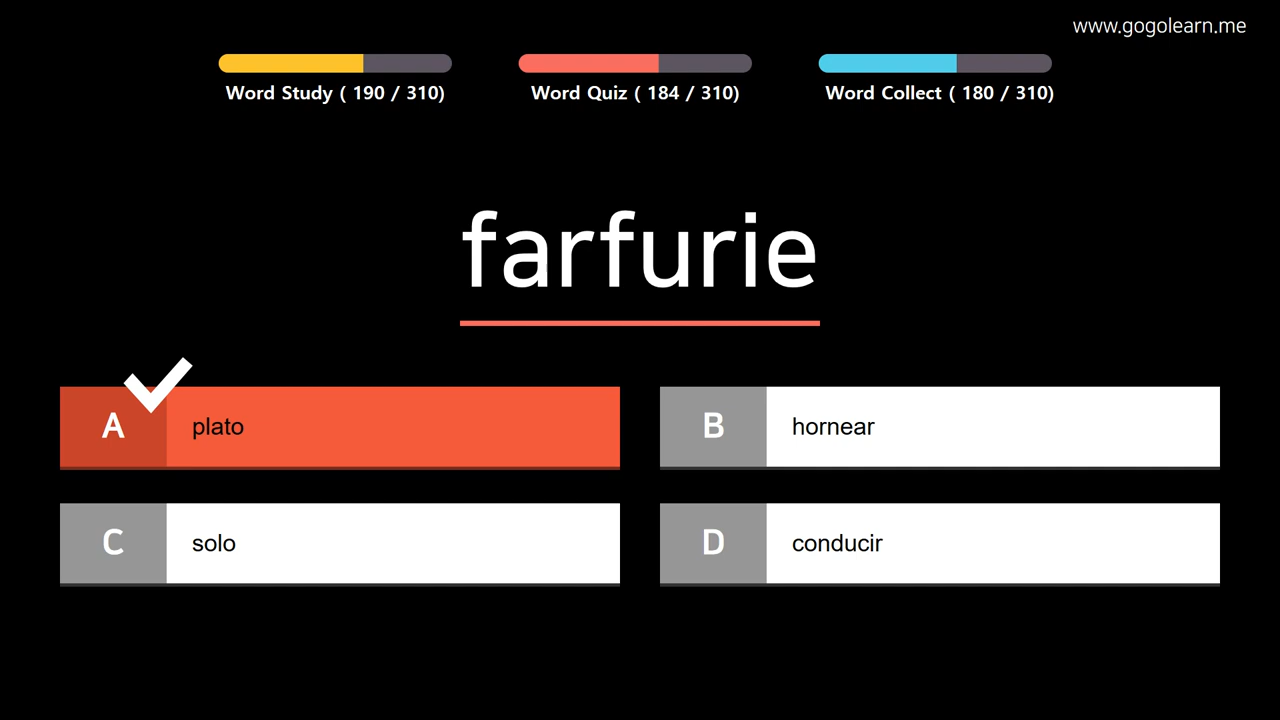 www.gogolearn.me
Word Study ( 190 / 310)
Word Quiz ( 184 / 310)
Word Collect ( 180 / 310)
farfurie
A plato
B hornear
C solo
D conducir